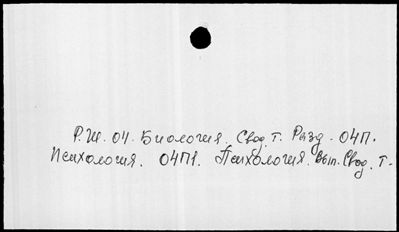 Р.Ж. 04. Биология. Свод. т. Разд. 04П.
Психология. 04П1. Психология. Вып. Свод. т.